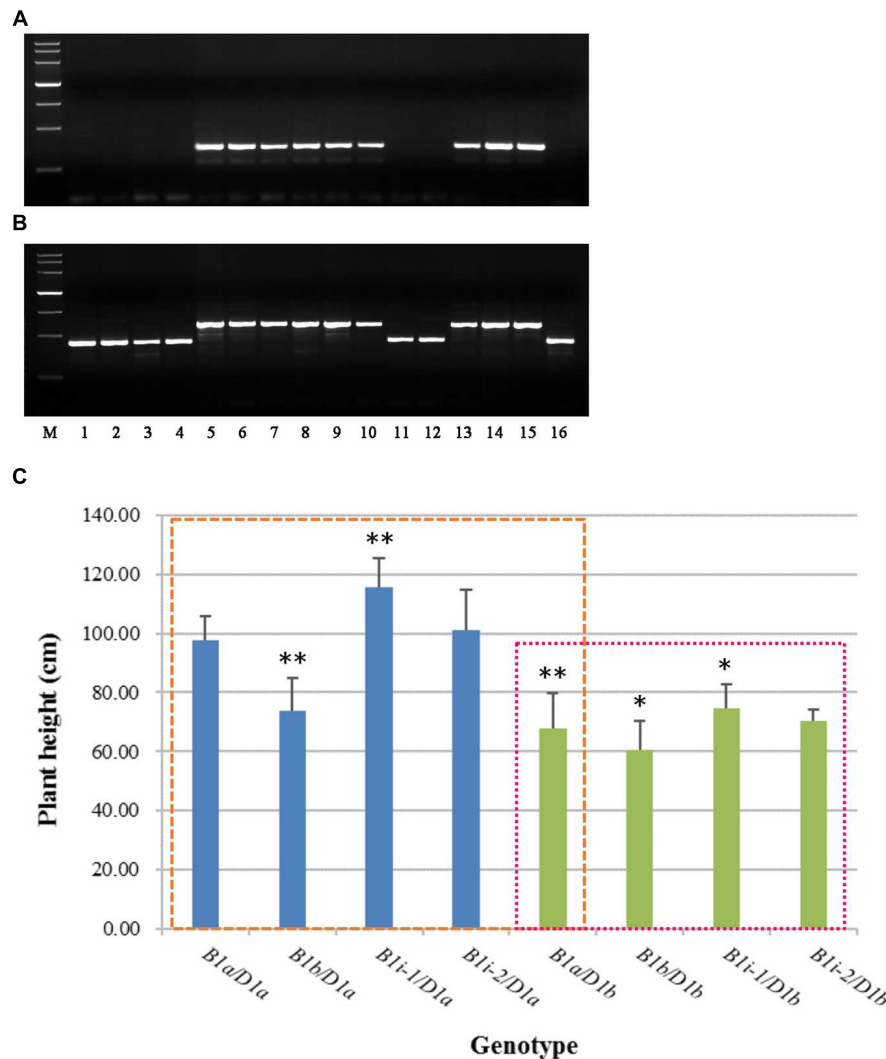 A
B
M 1 2 3 4 5 6 7 8 9 10 11 12 13 14 15 16
C
Plant height (cm)
140.00
120.00
100.00
80.00
60.00
40.00
20.00
0.00
**
**
**
*
*
B1a/D1a
B1b/D1a
B1i-1/D1a
B1i-2/D1a
B1a/D1b
B1b/D1b
B1i-1/D1b
B1i-2/D1b
Genotype